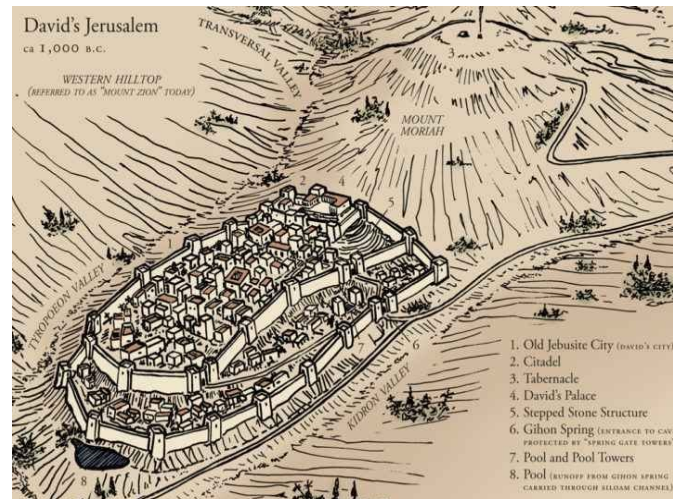 David's Jerusalem
ca 1,000 B.C.
TRANSVERSAL VALLEY
WESTERN HILLTOP
(REFERRED TO AS "MOUNT ZION" TODAY)
3
MOUNT
MORIAH
2
4
5
1
TYROPOEON VALLEY
6
7
KIDRON VALLEY
8
1. Old Jebusite City (DAVID'S CITY)
2. Citadel
3. Tabernacle
4. David's Palace
5. Stepped Stone Structure
6. Gihon Spring (ENTRANCE TO CAV
PROTECTED BY "SPRING GATE TOWERS"
7. Pool and Pool Towers
8. Pool (RUNOFF FROM GIHON SPRING
CARRIED THROUGH SILOAM CHANNEL)